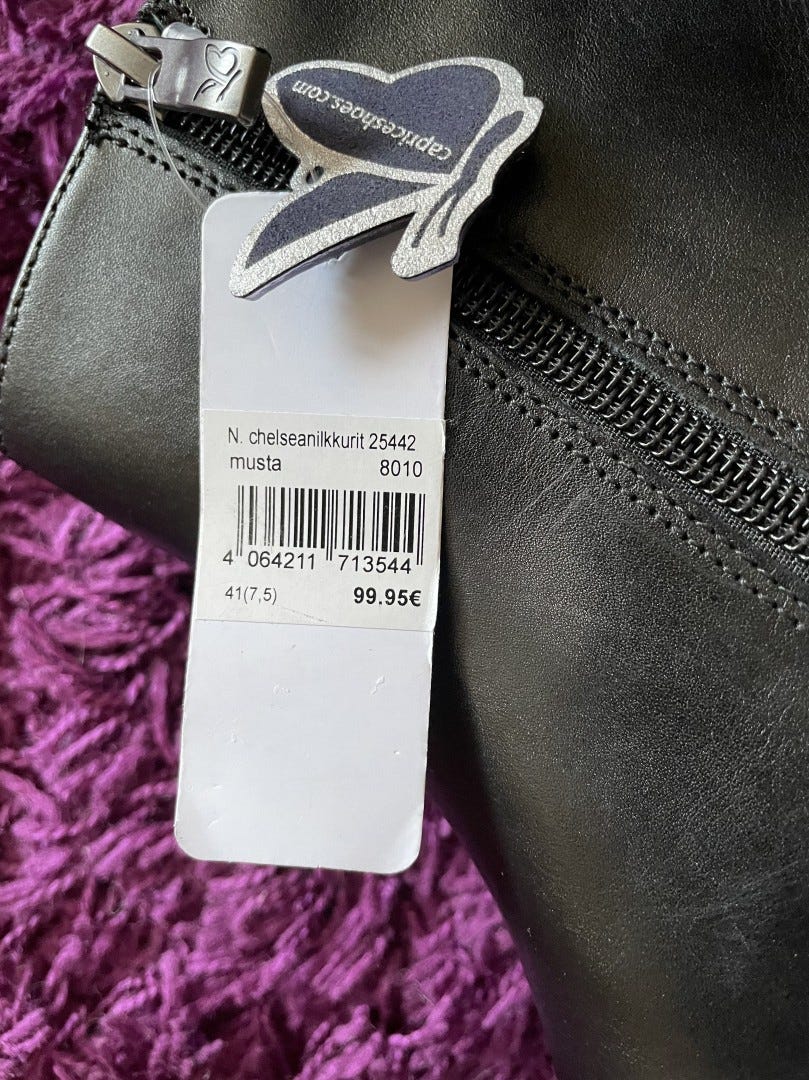 capriceshoes.com
N. chelseanilkkurit 25442
musta 8010
4 064211 713544
41(7,5) 99.95€